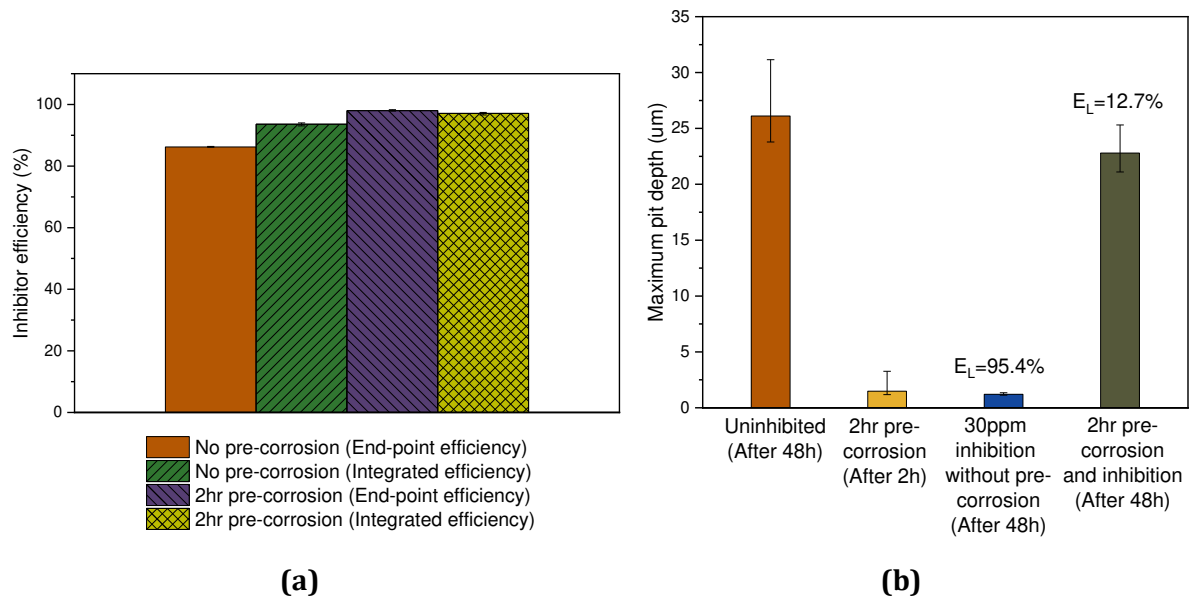 Inhibitor efficiency (%)
100
80
60
40
20
0
No pre-corrosion (End-point efficiency)
No pre-corrosion (Integrated efficiency)
2hr pre-corrosion (End-point efficiency)
2hr pre-corrosion (Integrated efficiency)
(a)
Maximum pit depth (um)
35
30
25
20
15
10
5
0
EL=95.4%
EL=12.7%
Uninhibited
(After 48h)
2hr pre-
corrosion
(After 2h)
30ppm
inhibition
without pre-
corrosion
(After 48h)
2hr pre-
corrosion
and inhibition
(After 48h)
(b)